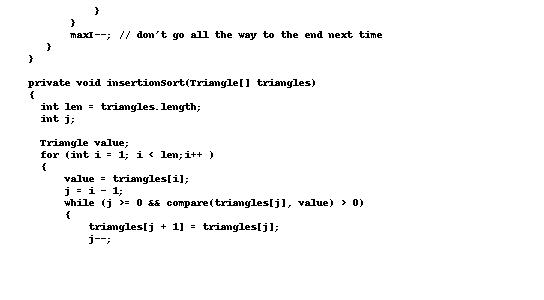 }
}
maxI--; // don't go all the way to the end next time
}
}
private void insertionSort(Triangle[] triangles)
{
int len = triangles.length;
int j;
Triangle value;
for (int i = 1; i < len;i++ )
{
value = triangles[i];
j = i - 1;
while (j >= 0 && compare(triangles[j], value) > 0)
{
triangles[j + 1] = triangles[j];
j--;